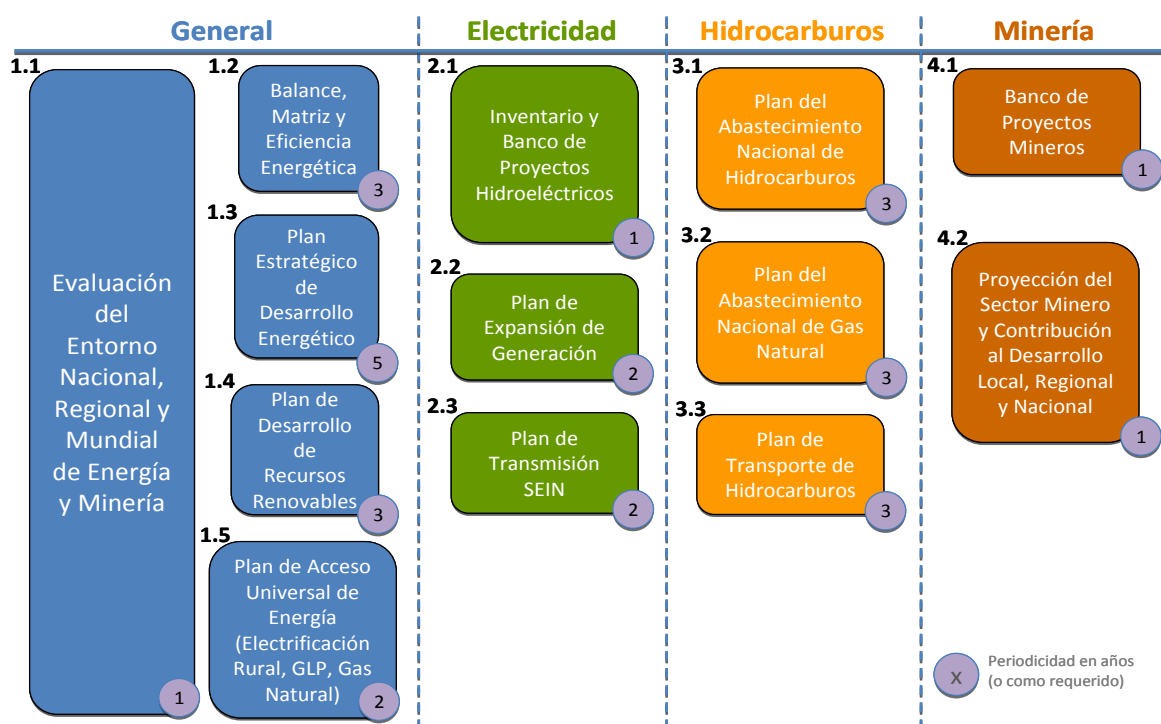 General
Electricidad
Hidrocarburos
Minería
1.1
Evaluación
del
Entorno
Nacional,
Regional y
Mundial
de Energía
y Minería
1
1.2
Balance,
Matriz y
Eficiencia
Energética
3
1.3
Plan
Estratégico
de
Desarrollo
Energético
5
1.4
Plan de
Desarrollo
de
Recursos
Renovables
3
1.5
Plan de Acceso
Universal de
Energía
(Electrificación
Rural, GLP, Gas
Natural)
2
2.1
Inventario y
Banco de
Proyectos
Hidroeléctricos
1
2.2
Plan de
Expansión de
Generación
2
2.3
Plan de
Transmisión
SEIN
2
3.1
Plan del
Abastecimiento
Nacional de
Hidrocarburos
3
3.2
Plan del
Abastecimiento
Nacional de Gas
Natural
3
3.3
Plan de
Transporte de
Hidrocarburos
3
4.1
Banco de
Proyectos
Mineros
1
4.2
Proyección del
Sector Minero
y Contribución
al Desarrollo
Local, Regional
y Nacional
1
X
Periodicidad en años
(o como requerido)